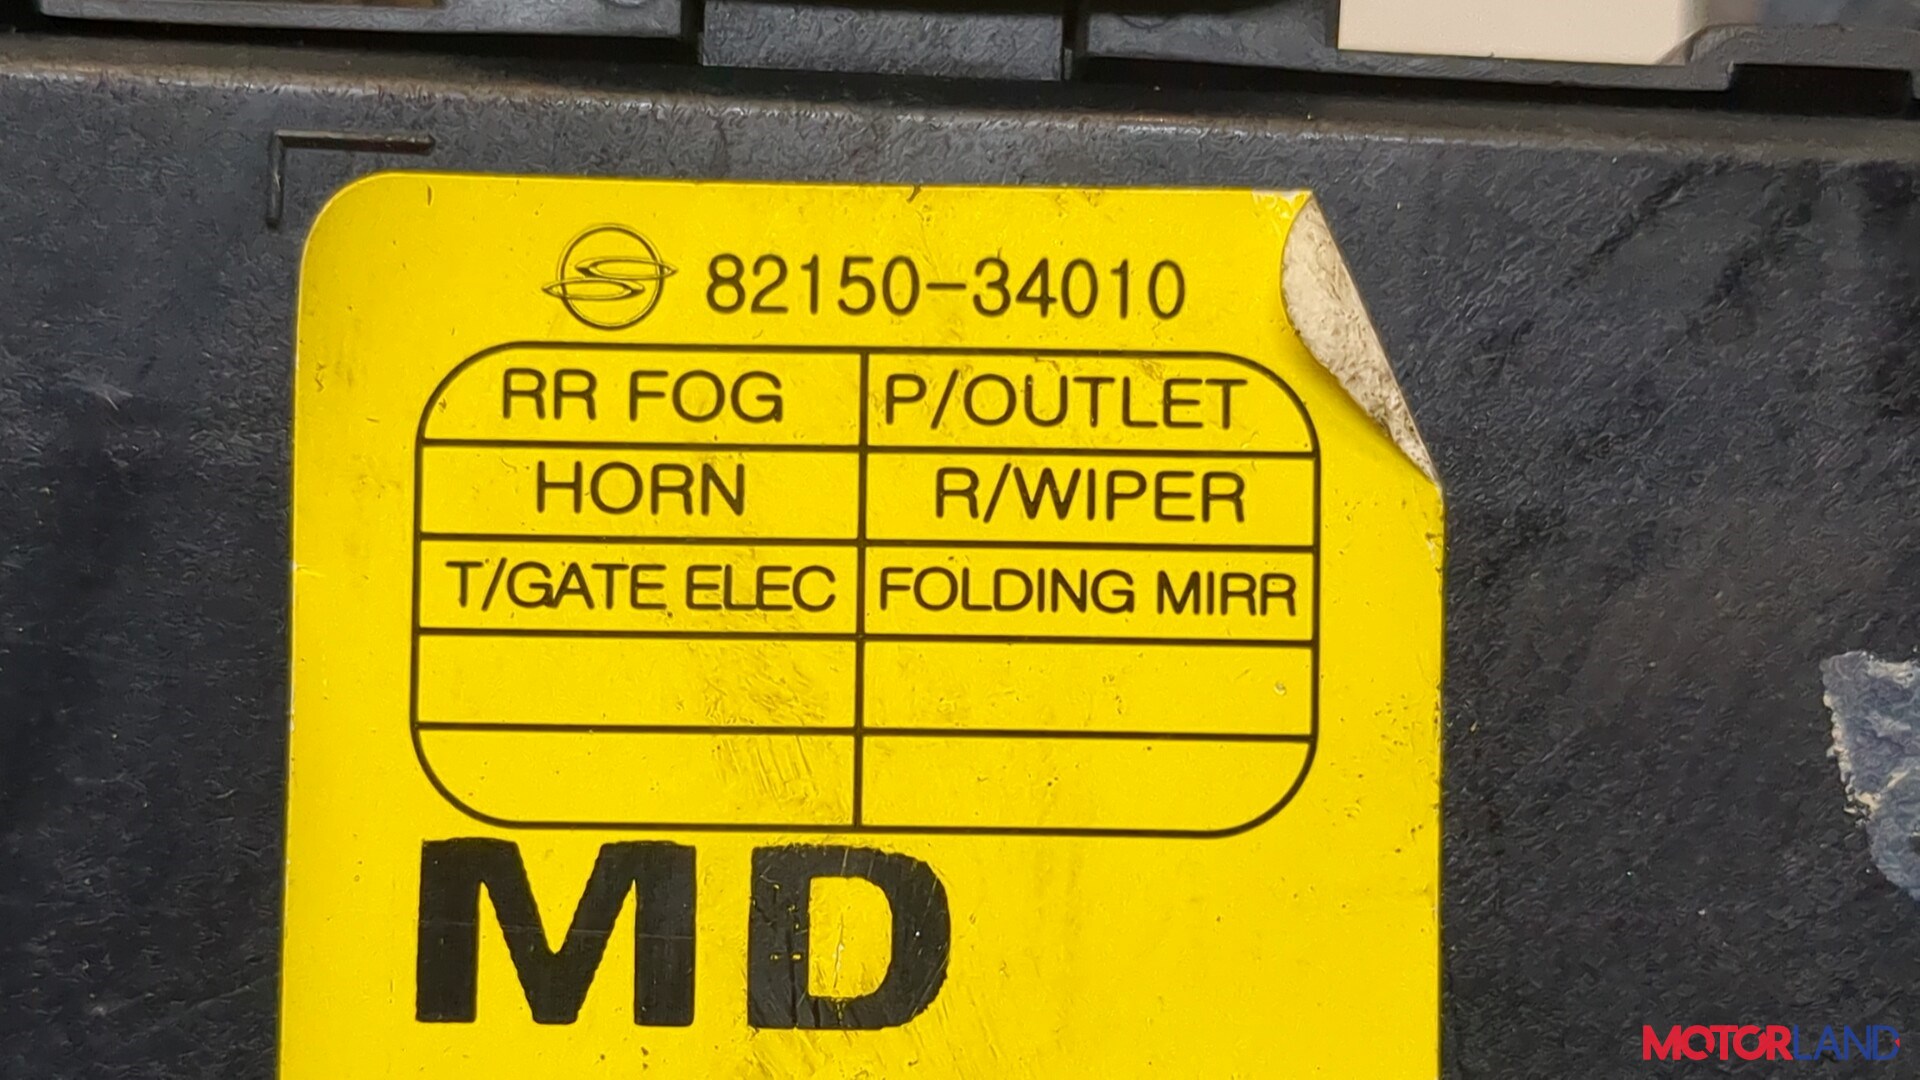 82150-34010
RR FOG P/OUTLET
HORN R/WIPER
T/GATE ELEC FOLDING MIRR
MD
MOTORLAND